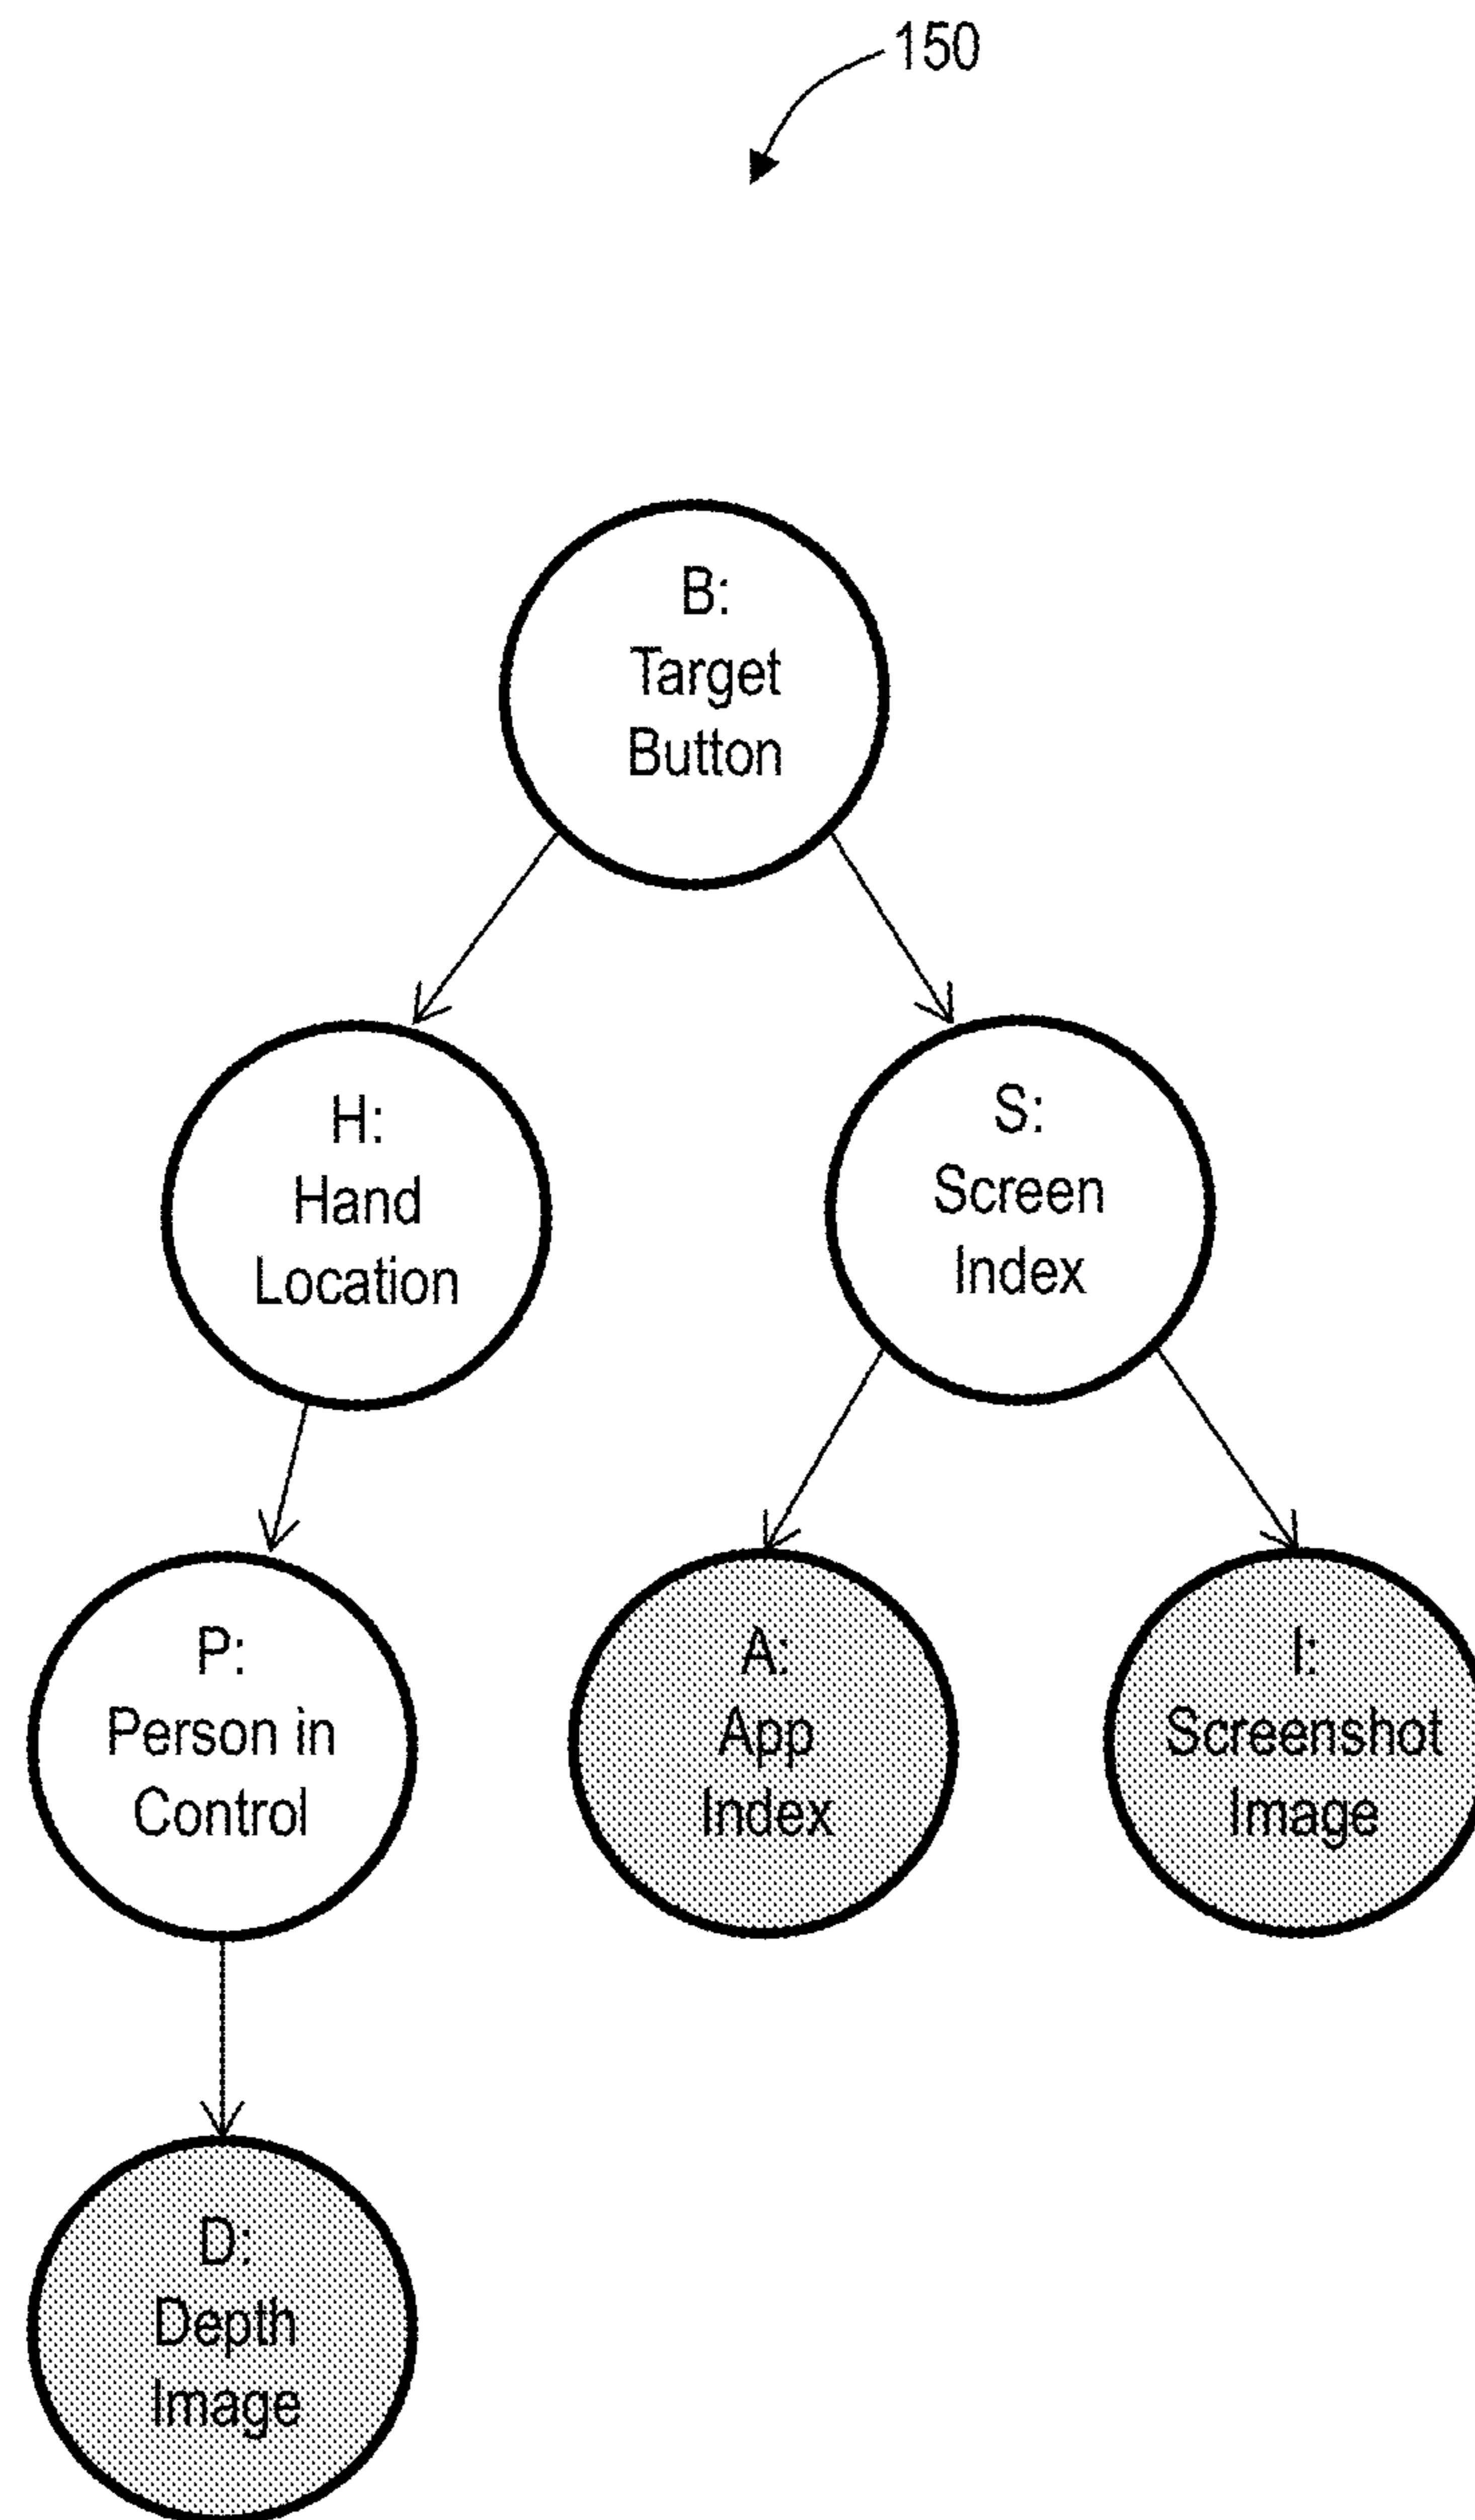 150
B:
Target
Button
H:
Hand
Location
S:
Screen
Index
P:
Person in
Control
A:
App
Index
I:
Screenshot
Image
D:
Depth
Image